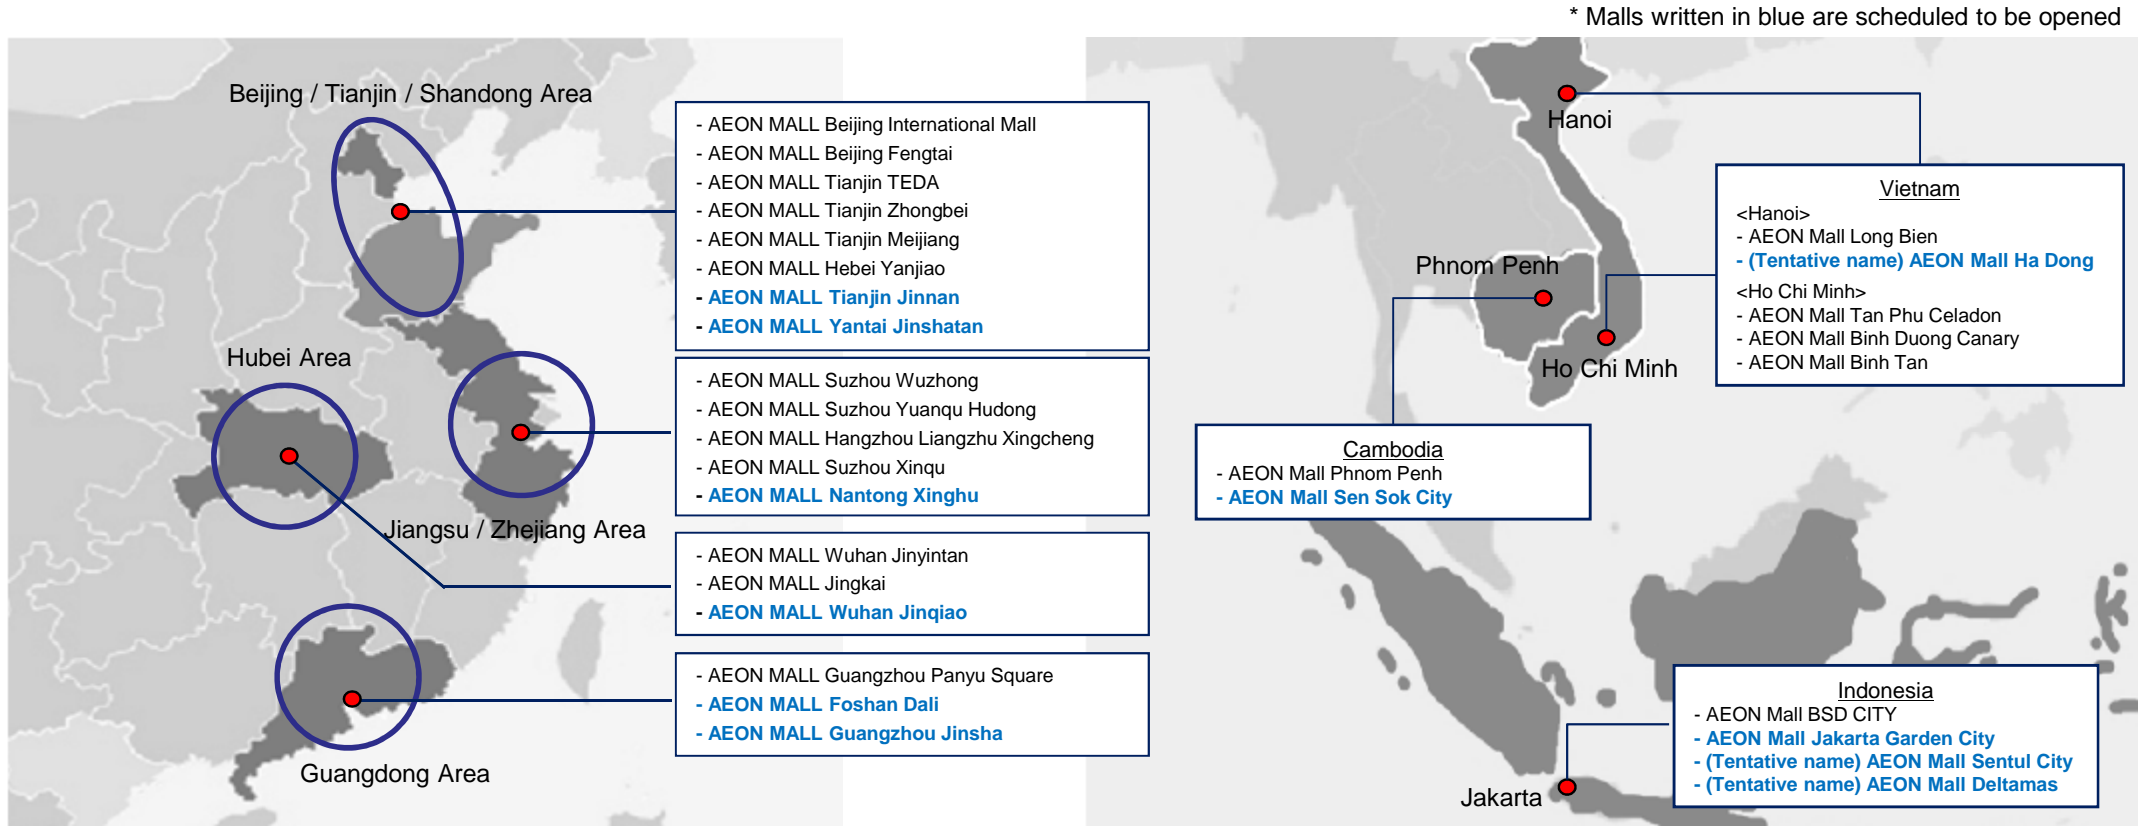 * Malls written in blue are scheduled to be opened
Beijing / Tianjin / Shandong Area
- AEON MALL Beijing International Mall
- AEON MALL Beijing Fengtai
- AEON MALL Tianjin TEDA
- AEON MALL Tianjin Zhongbei
- AEON MALL Tianjin Meijiang
- AEON MALL Hebei Yanjiao
- AEON MALL Tianjin Jinnan
- AEON MALL Yantai Jinshatan
Hubei Area
- AEON MALL Suzhou Wuzhong
- AEON MALL Suzhou Yuanqu Hudong
- AEON MALL Hangzhou Liangzhu Xingcheng
- AEON MALL Suzhou Xinqu
- AEON MALL Nantong Xinghu
Jiangsu / Zhejiang Area
- AEON MALL Wuhan Jinyintan
- AEON MALL Jingkai
- AEON MALL Wuhan Jinqiao
- AEON MALL Guangzhou Panyu Square
- AEON MALL Foshan Dali
- AEON MALL Guangzhou Jinsha
Guangdong Area
Hanoi
Vietnam
<Hanoi>
- AEON Mall Long Bien
- (Tentative name) AEON Mall Ha Dong
<Ho Chi Minh>
- AEON Mall Tan Phu Celadon
- AEON Mall Binh Duong Canary
- AEON Mall Binh Tan
Phnom Penh
Ho Chi Minh
Cambodia
- AEON Mall Phnom Penh
- AEON Mall Sen Sok City
Indonesia
- AEON Mall BSD CITY
- AEON Mall Jakarta Garden City
- (Tentative name) AEON Mall Sentul City
- (Tentative name) AEON Mall Deltamas
Jakarta